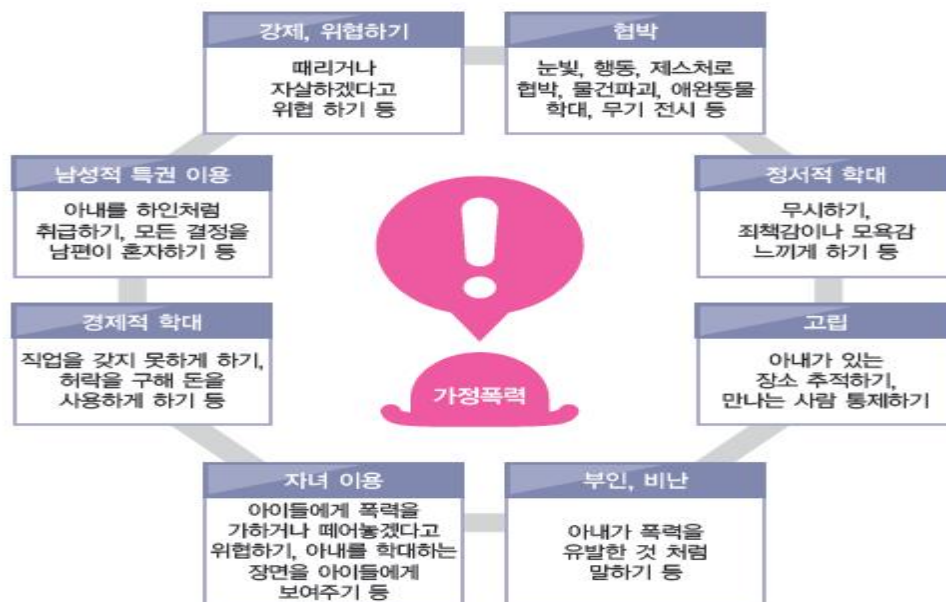 강제, 위협하기
때리거나
자살하겠다고
위협 하기 등
협박
눈빛, 행동, 제스처로
협박, 물건파괴, 애완동물
학대, 무기 전시 등
남성적 특권 이용
아내를 하인처럼
취급하기, 모든 결정을
남편이 혼자하기 등
정서적 학대
무시하기,
죄책감이나 모욕감
느끼게 하기 등
경제적 학대
직업을 갖지 못하게 하기,
허락을 구해 돈을
사용하게 하기 등
고립
아내가 있는
장소 추적하기,
만나는 사람 통제하기
가정폭력
자녀 이용
아이들에게 폭력을
가하거나 떼어놓겠다고
위협하기, 아내를 학대하는
장면을 아이들에게
보여주기 등
부인, 비난
아내가 폭력을
유발한 것 처럼
말하기 등